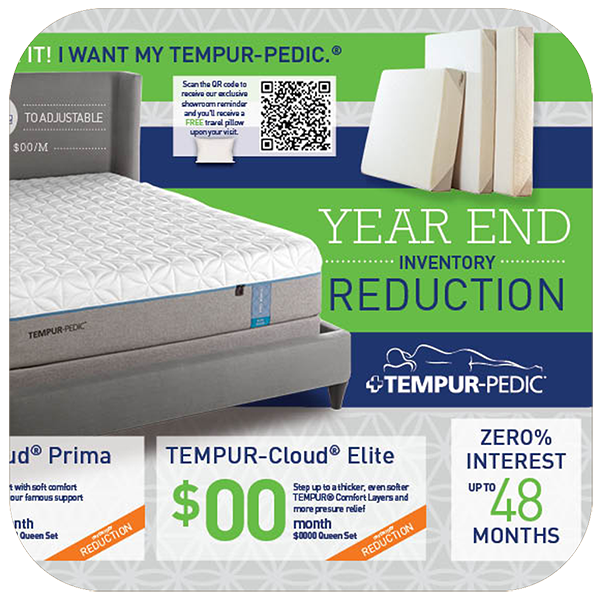 IT! I WANT MY TEMPUR-PEDIC.®
Scan the QR code to
receive our exclusive
showroom reminder
and you'll receive a
FREE travel pillow
upon your visit.
TO ADJUSTABLE
$00/M
YEAR END
INVENTORY
REDUCTION
TEMPUR-PEDIC
TEMPUR-PEDIC
ud® Prima
t with soft comfort
our famous support
nth
Queen Set
REDUCTION
TEMPUR-Cloud® Elite
$00
Step up to a thicker, even softer
TEMPUR® Comfort Layers and
more presure relief
month
$0000 Queen Set
REDUCTION
ZERO%
INTEREST
UP TO 48
MONTHS